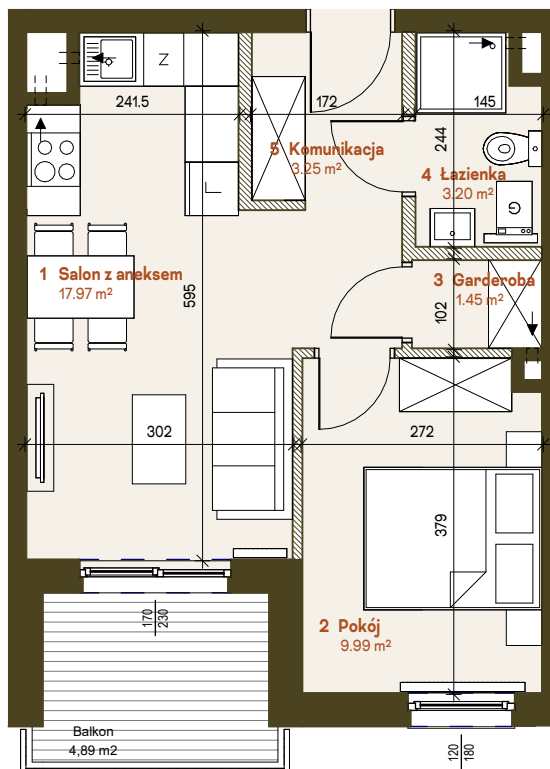 Z
241.5
172
145
5 Komunikacja
3.25 m²
244
4 Łazienka
3.20 m²
G
L
1 Salon z aneksem
17.97 m²
595
3 Garderoba
1.45 m²
102
302
272
379
2 Pokój
9.99 m²
170
230
Balkon
4,89 m2
120
180